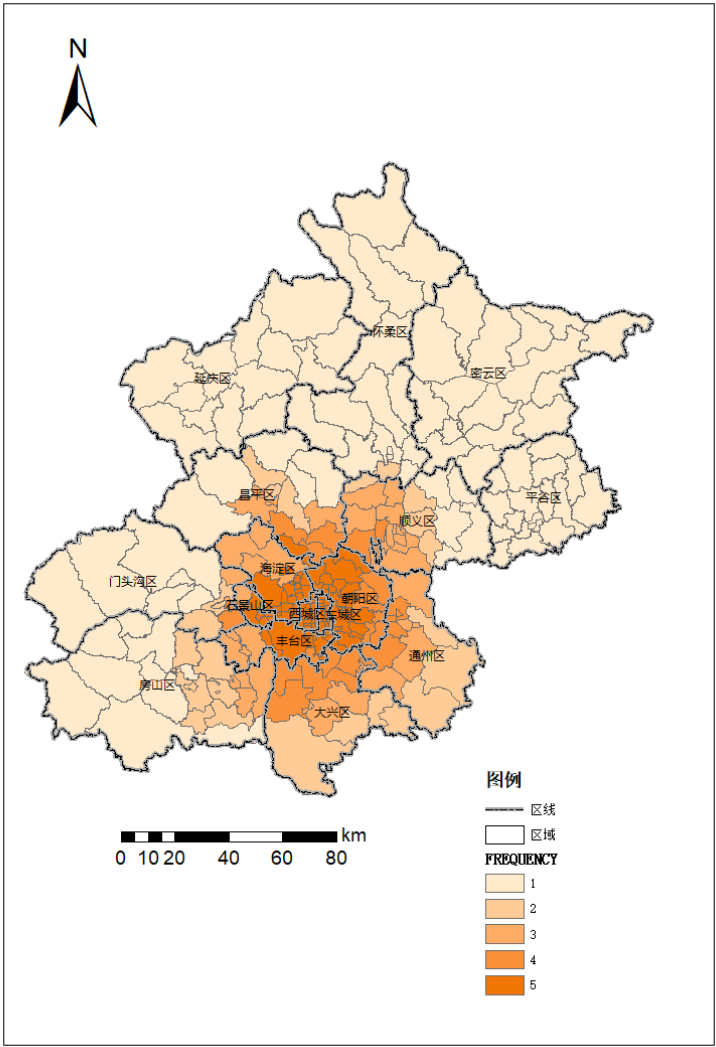 N
怀柔区
密云区
延庆区
平谷区
昌平区
顺义区
海淀区
门头沟区
石景山区
朝阳区
西城区
东城区
丰台区
通州区
房山区
大兴区
图例
区线
区域
FREQUENCY
1
2
3
4
5
km
0 10 20 40 60 80